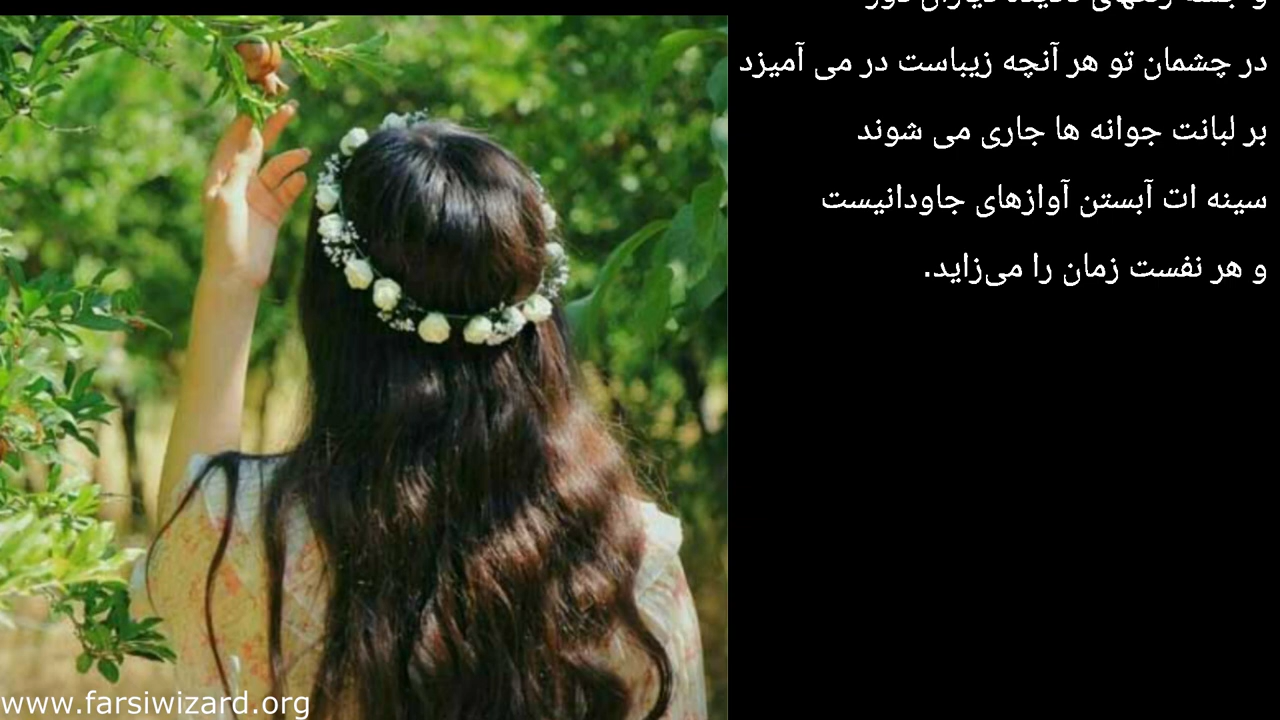 در چشمان تو هر آنچه زیباست در می آمیزد
بر لبانت جوانه ها جاری می شوند
سینه ات آبستن آوازهای جاودانیست
و هر نفست زمان را می‌زاید.
www.farsiwizard.org